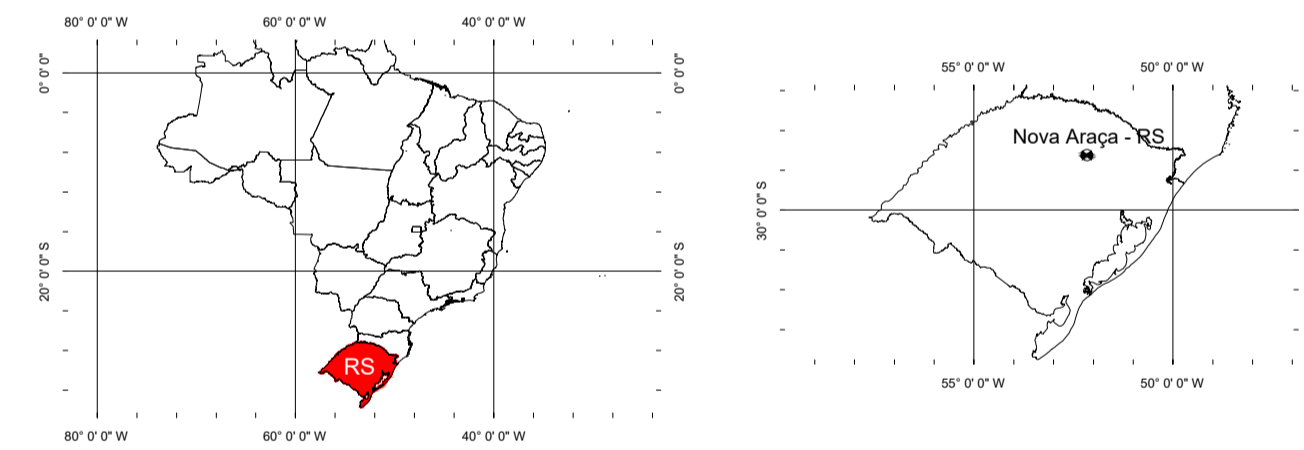 80° 0' 0" W 60° 0' 0" W 40° 0' 0" W
0° 0' 0"
0° 0' 0"
20° 0' 0" S
20° 0' 0" S
RS
80° 0' 0" W 60° 0' 0" W 40° 0' 0" W
55° 0' 0" W 50° 0' 0" W
Nova Araça - RS
30° 0' 0" S
55° 0' 0" W 50° 0' 0" W